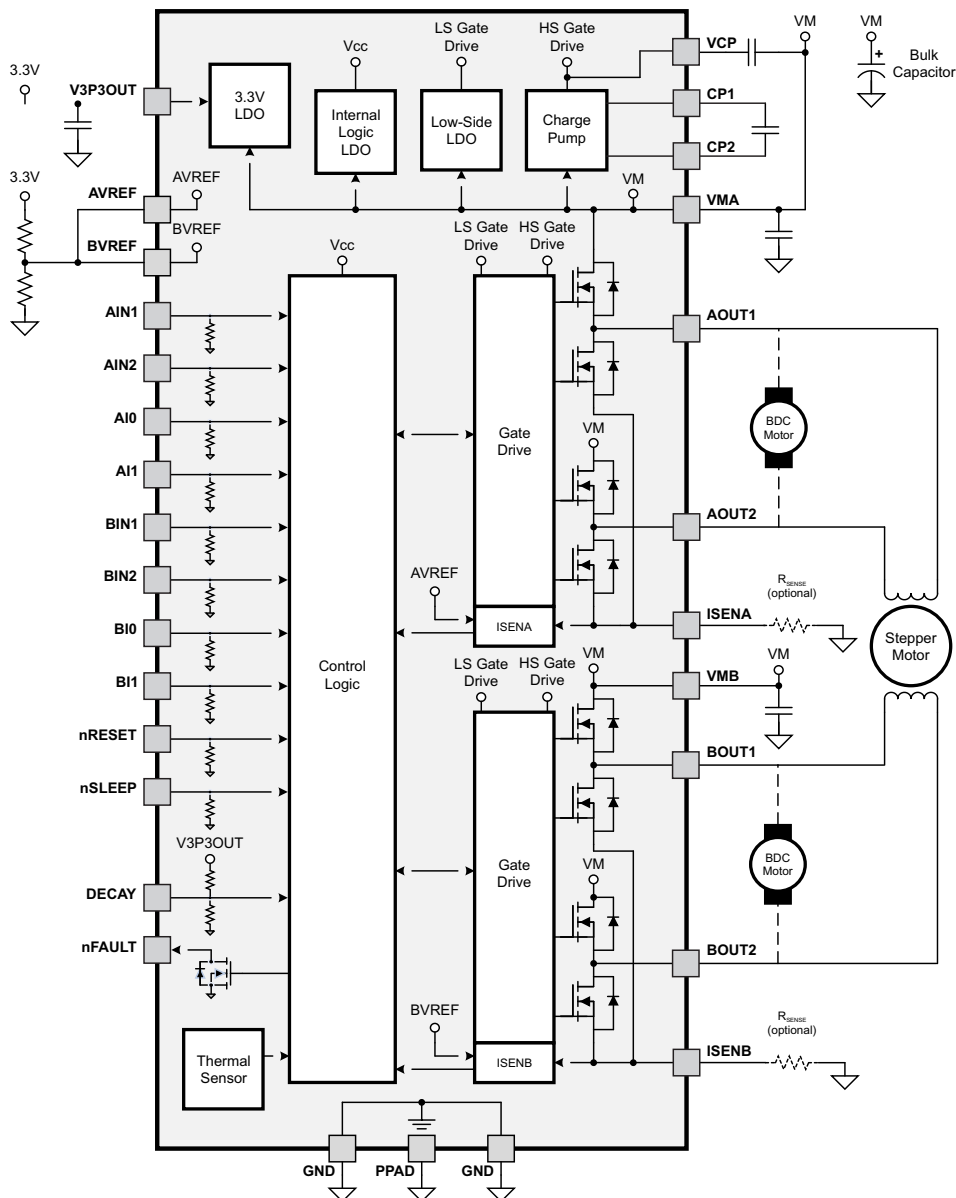 VM
VM
LS Gate
Drive
HS Gate
Drive
Vcc
VCP
+
Bulk
Capacitor
3.3V
V3P3OUT
3.3V
LDO
Internal
Logic
LDO
Low-Side
LDO
Charge
Pump
CP1
CP2
3.3V
AVREF
AVREF
VM
VMA
BVREF
BVREF
Vcc
LS Gate
Drive
HS Gate
Drive
AIN1
AOUT1
AIN2
AI0
Gate
Drive
VM
BDC
Motor
AI1
BIN1
AOUT2
BIN2
AVREF
RSENSE
(optional)
BI0
ISENA
ISENA
Stepper
Motor
Control
Logic
LS Gate
Drive
HS Gate
Drive
VM
VM
BI1
VMB
nRESET
BOUT1
nSLEEP
V3P3OUT
Gate
Drive
VM
BDC
Motor
DECAY
nFAULT
BOUT2
BVREF
RSENSE
(optional)
Thermal
Sensor
ISENB
ISENB
GND
PPAD
GND